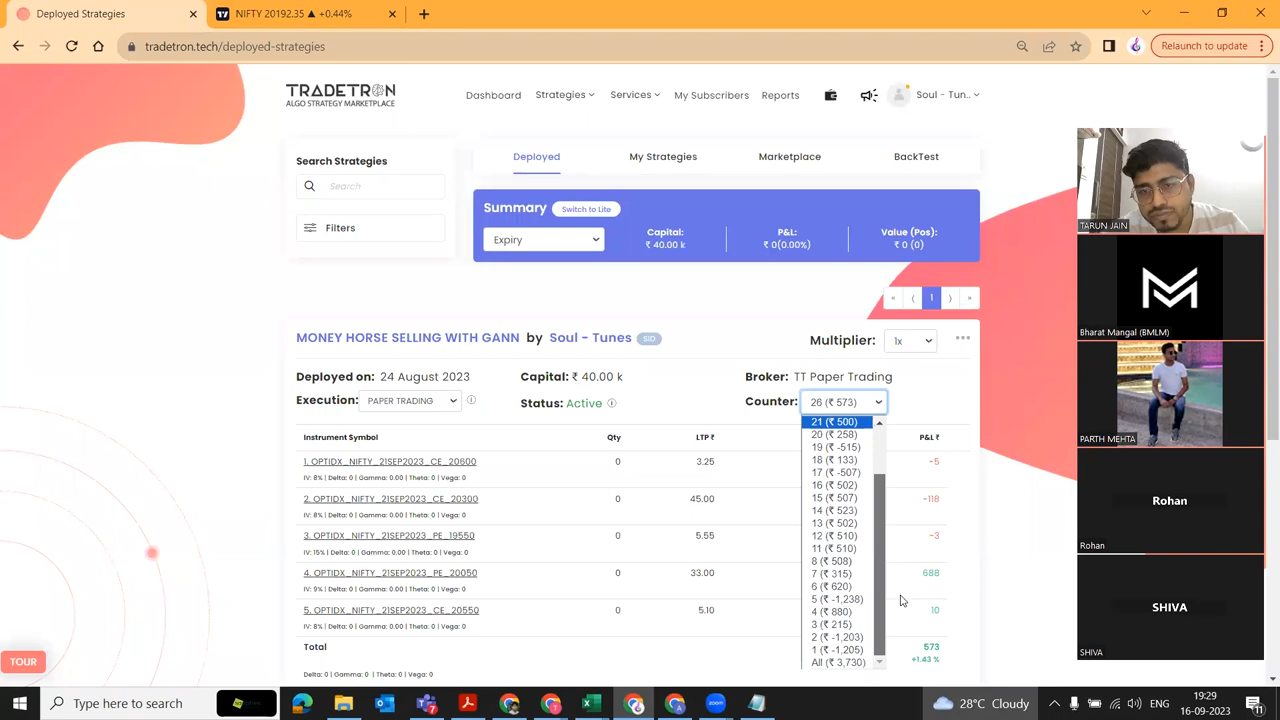 Deployed Strategies
NIFTY 20192.35 ▲ +0.44%
tradetron.tech/deployed-strategies
Relaunch to update
TRADETRON
ALGO STRATEGY MARKETPLACE
Dashboard
Strategies
Services
My Subscribers
Reports
Soul - Tun..
Search Strategies
Search
Filters
Deployed
My Strategies
Marketplace
BackTest
Summary
Switch to Lite
Expiry
Capital:
₹ 40.00 k
P&L:
₹ 0(0.00%)
Value (Pos):
₹ 0 (0)
« ⟨ 1 ⟩ »
MONEY HORSE SELLING WITH GANN by Soul - Tunes SID
Multiplier: 1x
Deployed on: 24 August 2023
Capital: ₹ 40.00 k
Broker: TT Paper Trading
Execution: PAPER TRADING
Status: Active
Counter: 26 (₹ 573)
Instrument Symbol Qty LTP ₹ P&L ₹
1. OPTIDX_NIFTY_21SEP2023_CE_20600 0 3.25 -5
IV: 8% | Delta: 0 | Gamma: 0.00 | Theta: 0 | Vega: 0
2. OPTIDX_NIFTY_21SEP2023_CE_20300 0 45.00 -118
IV: 8% | Delta: 0 | Gamma: 0.00 | Theta: 0 | Vega: 0
3. OPTIDX_NIFTY_21SEP2023_PE_19550 0 5.55 -3
IV: 15% | Delta: 0 | Gamma: 0.00 | Theta: 0 | Vega: 0
4. OPTIDX_NIFTY_21SEP2023_PE_20050 0 33.00 688
IV: 9% | Delta: 0 | Gamma: 0.00 | Theta: 0 | Vega: 0
5. OPTIDX_NIFTY_21SEP2023_CE_20550 0 5.10 10
IV: 8% | Delta: 0 | Gamma: 0.00 | Theta: 0 | Vega: 0
Total 573
+1.43 %
Delta: 0 | Gamma: 0.00 | Theta: 0 | Vega: 0
21 (₹ 500)
20 (₹ 258)
19 (₹ -515)
18 (₹ 133)
17 (₹ -507)
16 (₹ 502)
15 (₹ 507)
14 (₹ 523)
13 (₹ 502)
12 (₹ 510)
11 (₹ 510)
8 (₹ 508)
7 (₹ 315)
6 (₹ 620)
5 (₹ -1,238)
4 (₹ 880)
3 (₹ 215)
2 (₹ -1,203)
1 (₹ -1,205)
All (₹ 3,730)
TOUR
TARUN JAIN
Bharat Mangal (BMLM)
PARTH MEHTA
Rohan
Rohan
SHIVA
SHIVA
Type here to search
zoom
28°C Cloudy
ENG
19:29
16-09-2023
11